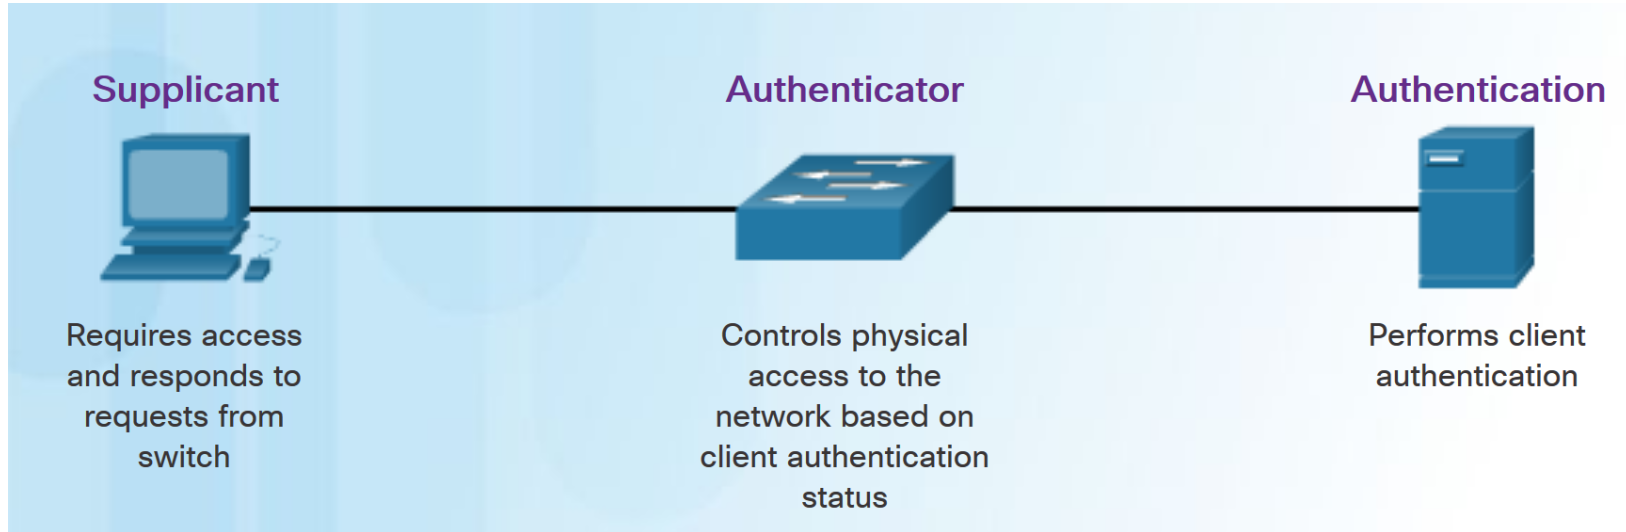 Supplicant
Authenticator
Authentication
Requires access
and responds to
requests from
switch
Controls physical
access to the
network based on
client authentication
status
Performs client
authentication